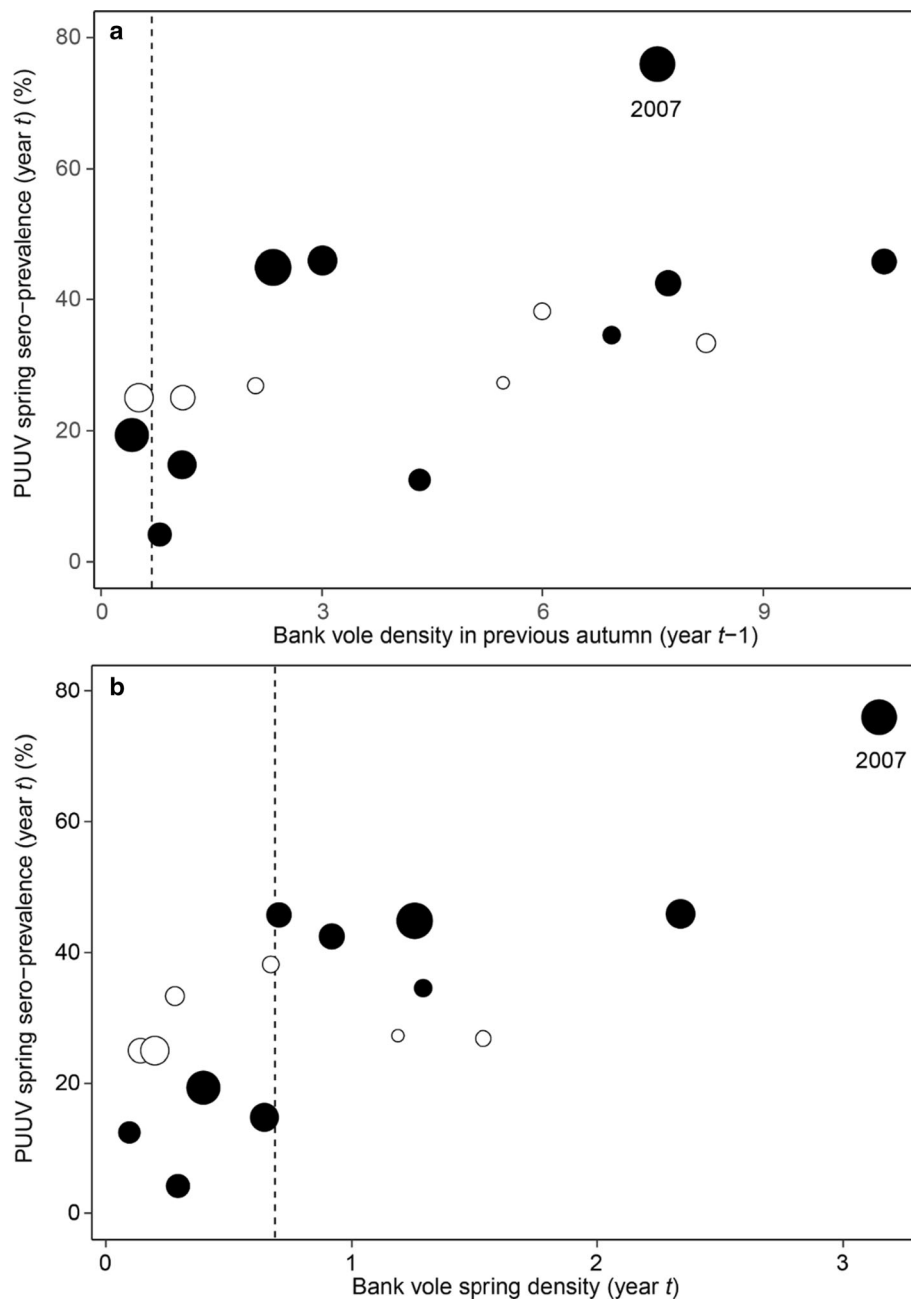 a
PUUV spring sero−prevalence (year t) (%)
80
60
40
20
0
2007
0 3 6 9
Bank vole density in previous autumn (year t−1)
b
PUUV spring sero−prevalence (year t) (%)
80
60
40
20
0
2007
0 1 2 3
Bank vole spring density (year t)